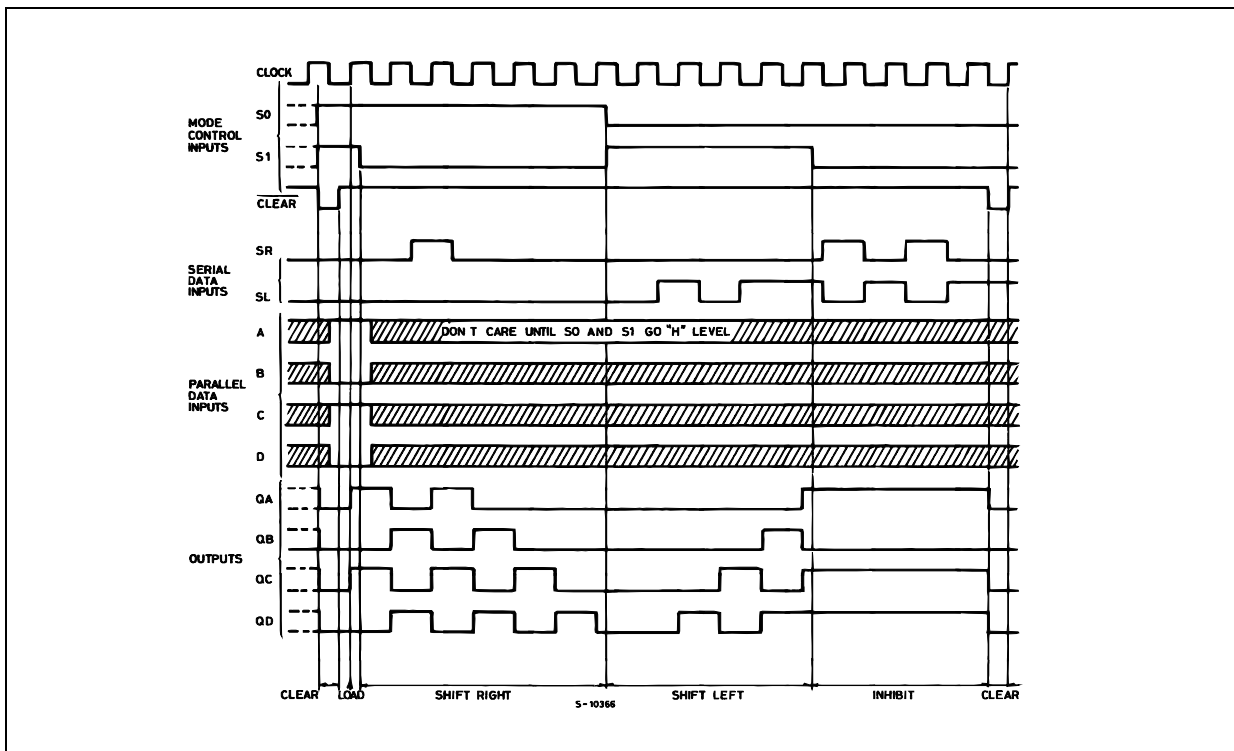 CLOCK
MODE
CONTROL
INPUTS
S0
S1
CLEAR
SERIAL
DATA
INPUTS
SR
SL
PARALLEL
DATA
INPUTS
A
DON T CARE UNTIL S0 AND S1 GO "H" LEVEL
B
C
D
OUTPUTS
QA
QB
QC
QD
CLEAR LOAD SHIFT RIGHT SHIFT LEFT INHIBIT CLEAR
S-10366